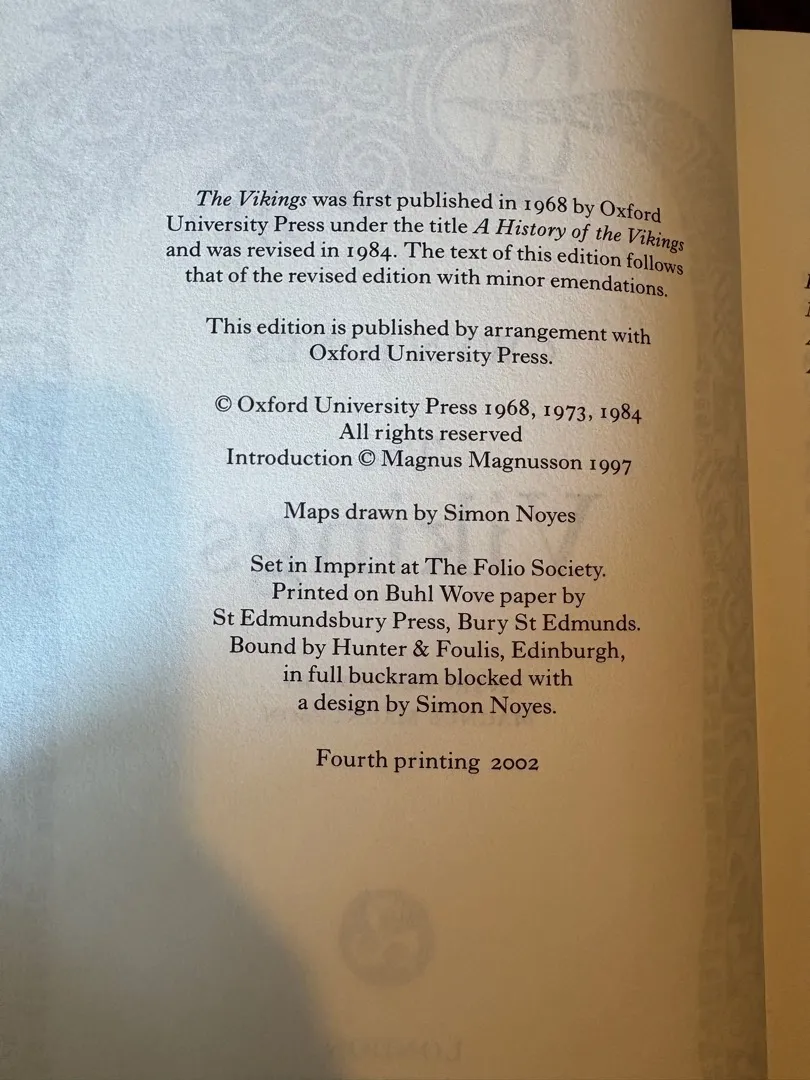 The Vikings was first published in 1968 by Oxford
University Press under the title A History of the Vikings
and was revised in 1984. The text of this edition follows
that of the revised edition with minor emendations.
This edition is published by arrangement with
Oxford University Press.
© Oxford University Press 1968, 1973, 1984
All rights reserved
Introduction © Magnus Magnusson 1997
Maps drawn by Simon Noyes
Set in Imprint at The Folio Society.
Printed on Buhl Wove paper by
St Edmundsbury Press, Bury St Edmunds.
Bound by Hunter & Foulis, Edinburgh,
in full buckram blocked with
a design by Simon Noyes.
Fourth printing 2002